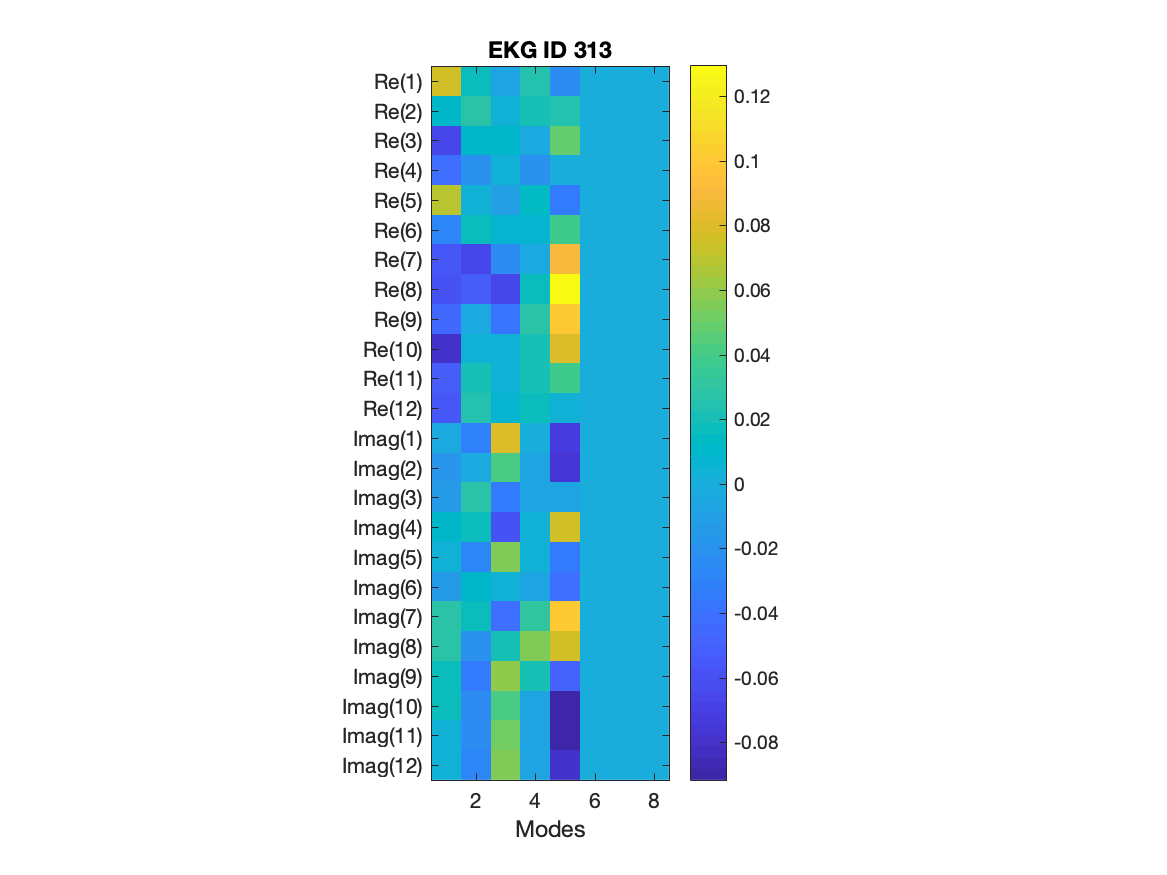 EKG ID 313
Re(1)
Re(2)
Re(3)
Re(4)
Re(5)
Re(6)
Re(7)
Re(8)
Re(9)
Re(10)
Re(11)
Re(12)
Imag(1)
Imag(2)
Imag(3)
Imag(4)
Imag(5)
Imag(6)
Imag(7)
Imag(8)
Imag(9)
Imag(10)
Imag(11)
Imag(12)
2 4 6 8
Modes
0.12
0.1
0.08
0.06
0.04
0.02
0
-0.02
-0.04
-0.06
-0.08